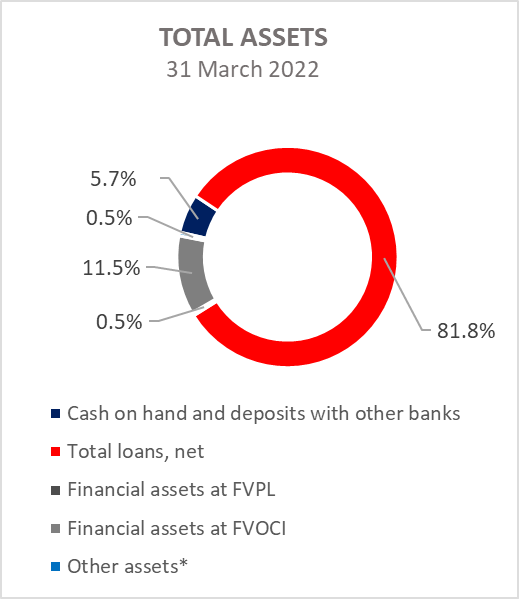 TOTAL ASSETS
31 March 2022
5.7%
0.5%
11.5%
0.5%
81.8%
Cash on hand and deposits with other banks
Total loans, net
Financial assets at FVPL
Financial assets at FVOCI
Other assets*